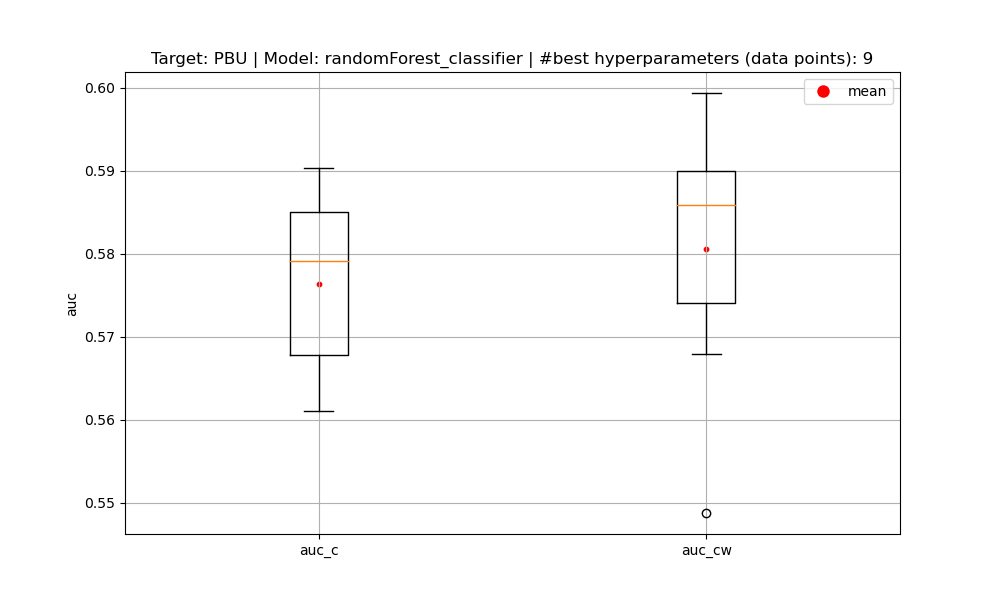 Target: PBU | Model: randomForest_classifier | #best hyperparameters (data points): 9
mean
auc
0.60
0.59
0.58
0.57
0.56
0.55
auc_c
auc_cw